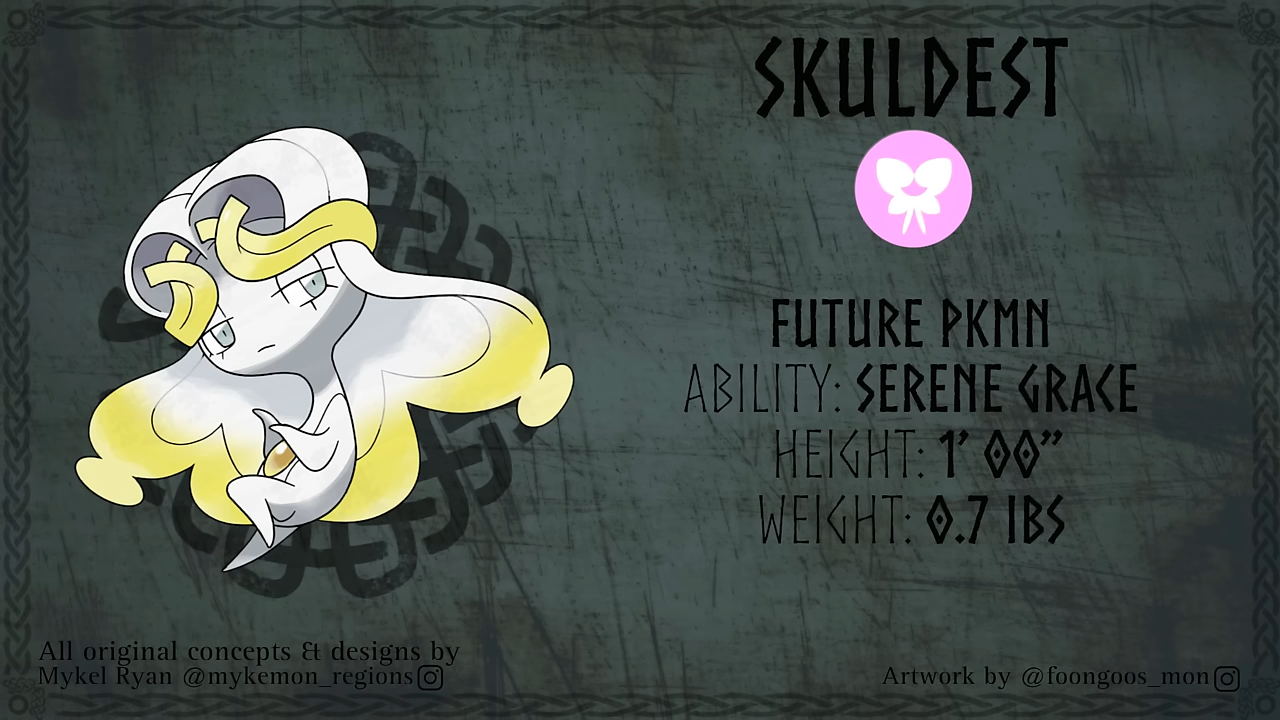 SKULDEST
FUTURE PKMN
ABILITY: SERENE GRACE
HEIGHT: 1' 00”
WEIGHT: 0.7 lBS
All original concepts & designs by
Mykel Ryan @mykemon_regions
Artwork by @foongoos_mon